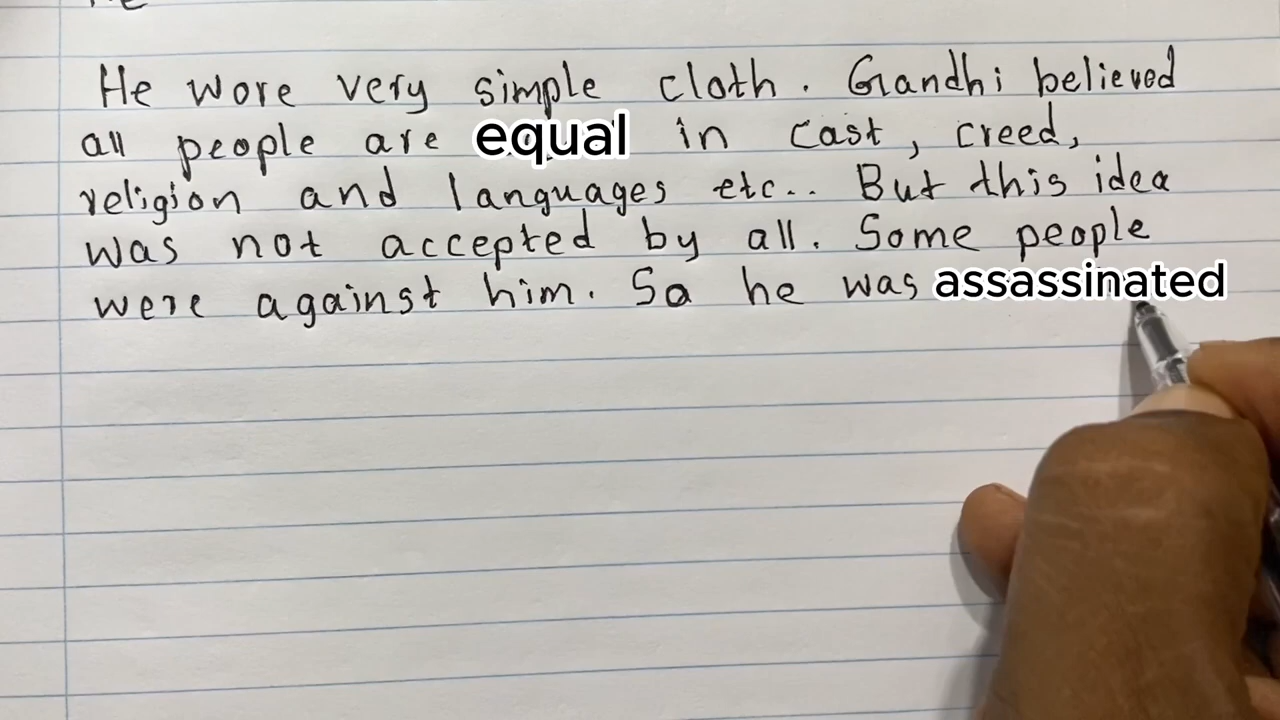 He
He wore very simple cloth. Gandhi believed
all people are equal in cast, creed,
religion and languages etc.. But this idea
was not accepted by all. Some people
were against him. So he was assassinated